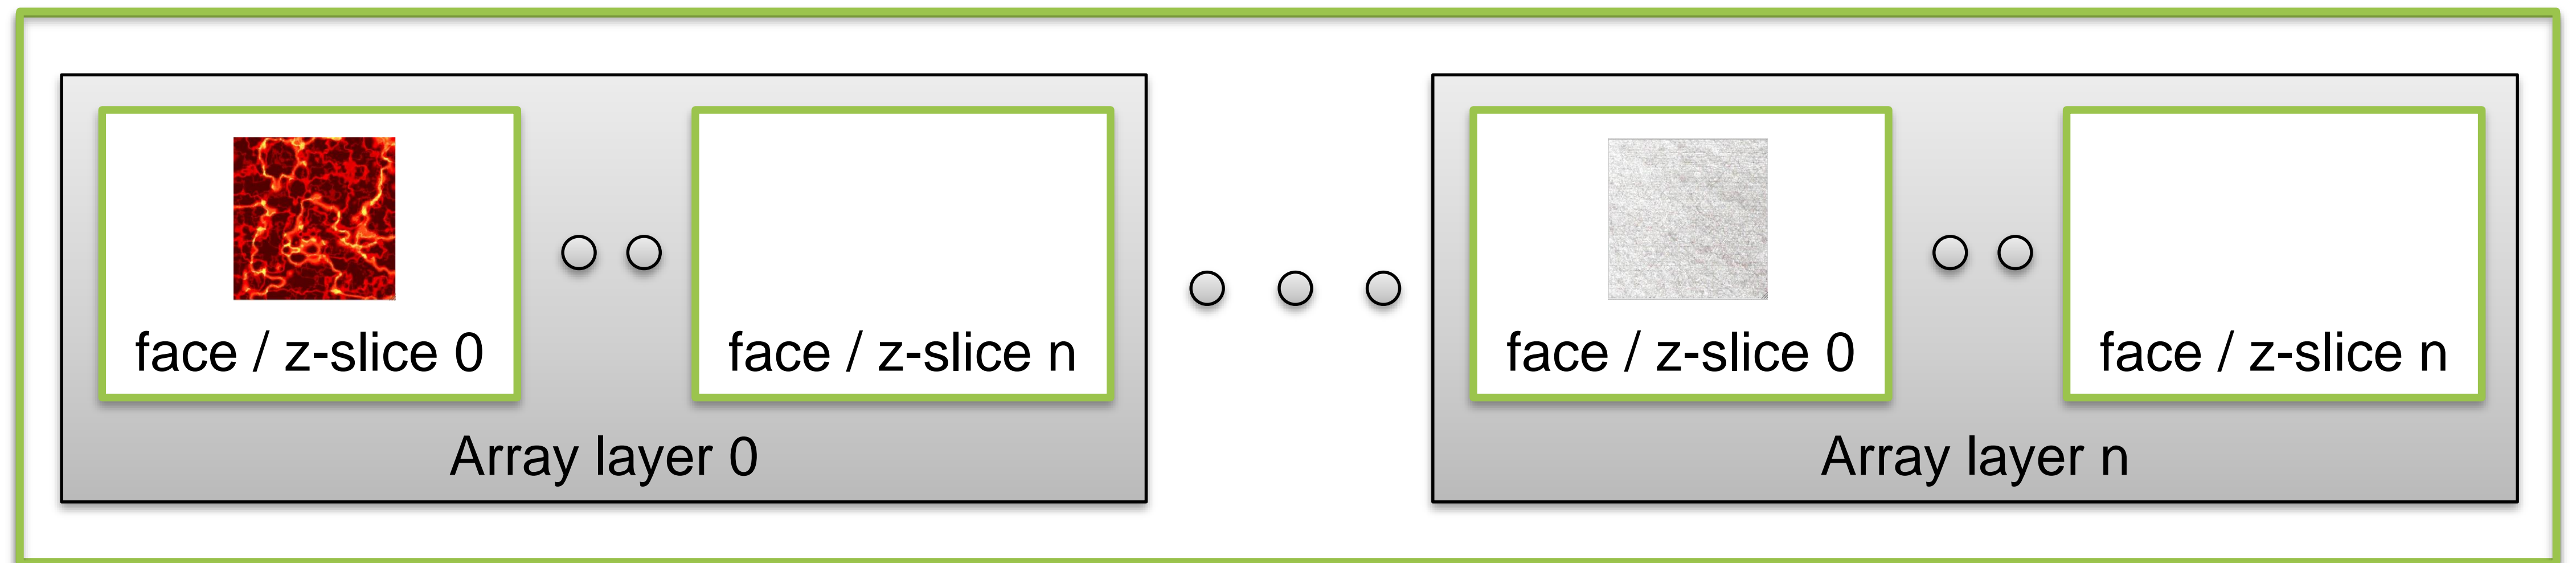 face / z-slice 0
face / z-slice n
Array layer 0
face / z-slice 0
face / z-slice n
Array layer n